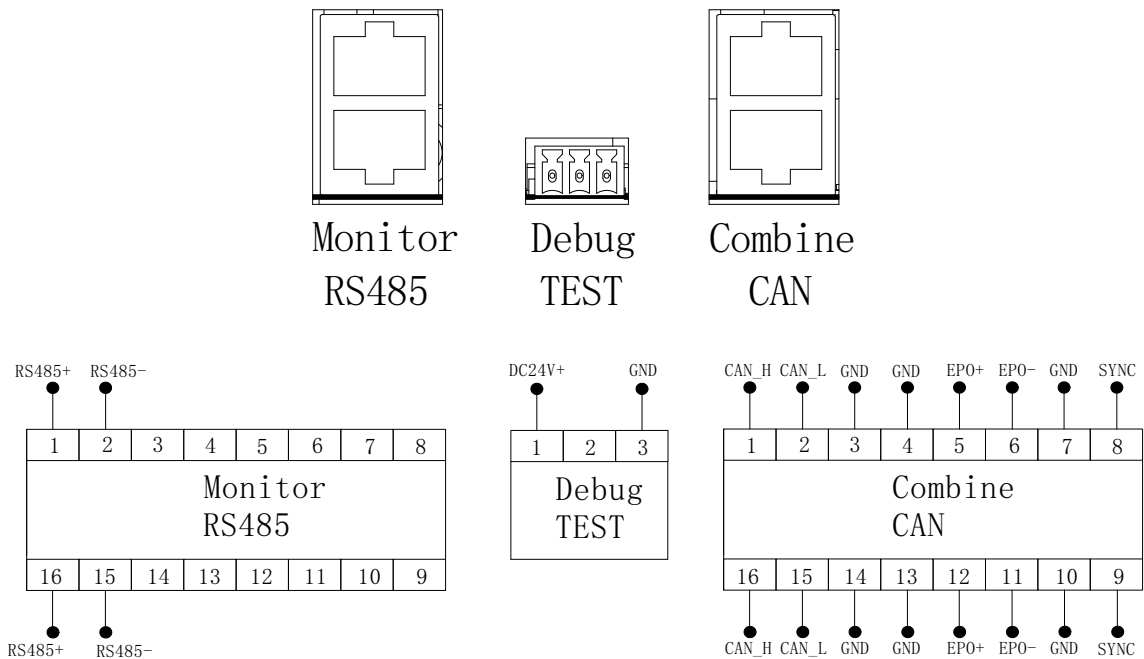 Monitor Debug Combine
RS485 TEST CAN
RS485+ RS485- DC24V+ GND CAN_H CAN_L GND GND EPO+ EPO- GND SYNC
1 2 3 4 5 6 7 8 1 2 3 1 2 3 4 5 6 7 8
Monitor Debug Combine
RS485 TEST CAN
16 15 14 13 12 11 10 9 16 15 14 13 12 11 10 9
RS485+ RS485- CAN_H CAN_L GND GND EPO+ EPO- GND SYNC